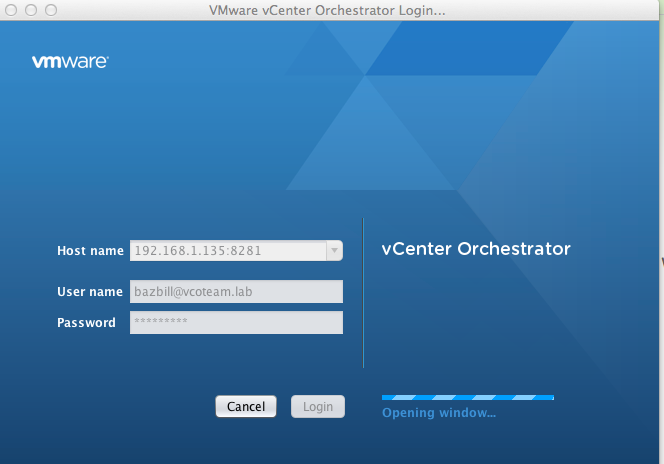 VMware vCenter Orchestrator Login...
vmware
Host name 192.168.1.135:8281
vCenter Orchestrator
User name bazbill@vcoteam.lab
Password *********
Cancel Login
Opening window...